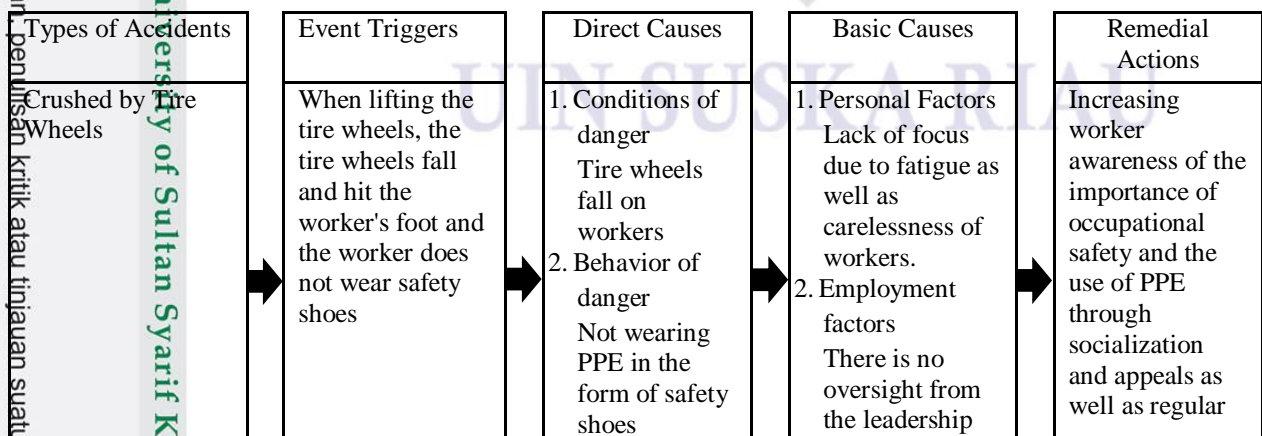 Types of Accidents
Event Triggers
Direct Causes
Basic Causes
Remedial
Actions
Crushed by Tire
Wheels
When lifting the
tire wheels, the
tire wheels fall
and hit the
worker's foot and
the worker does
not wear safety
shoes
1. Conditions of
danger
Tire wheels
fall on
workers
2. Behavior of
danger
Not wearing
PPE in the
form of safety
shoes
1. Personal Factors
Lack of focus
due to fatigue as
well as
carelessness of
workers.
2. Employment
factors
There is no
oversight from
the leadership
Increasing
worker
awareness of the
importance of
occupational
safety and the
use of PPE
through
socialization
and appeals as
well as regular
UIN SUSKA RIAU
penulisan kritik atau tinjauan suatu
of Sultan Syarif K